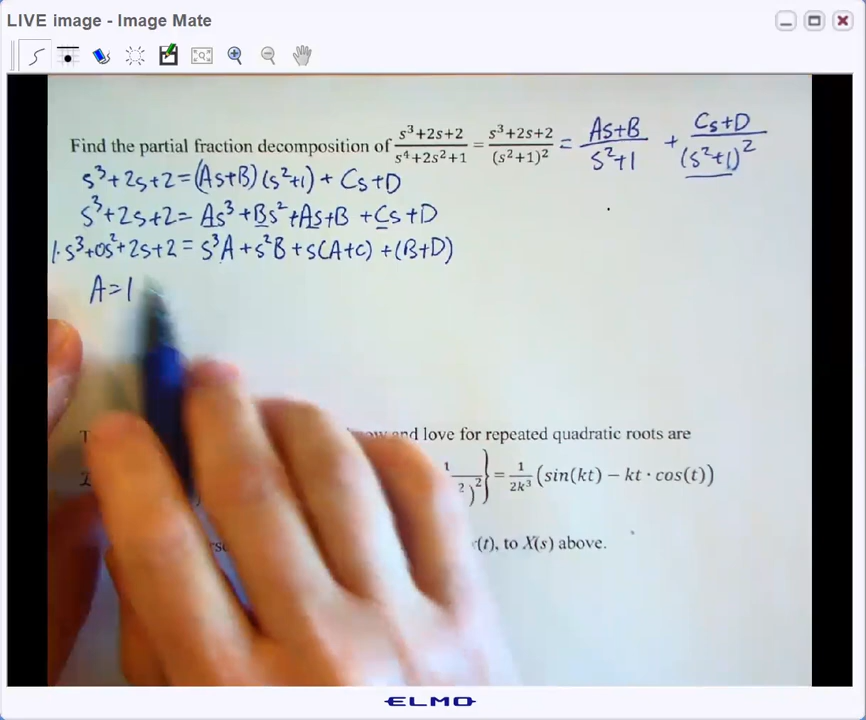 LIVE image - Image Mate
Find the partial fraction decomposition of (s³+2s+2)/(s⁴+2s²+1) = (s³+2s+2)/(s²+1)² = (As+B)/(s²+1) + (Cs+D)/(s²+1)²
s³+2s+2=(As+B)(s²+1) + Cs+D
s³+2s+2= As³+Bs²+As+B +Cs+D
1·s³+0s²+2s+2 = s³A+s²B+s(A+C)+(B+D)
A=1
and love for repeated quadratic roots are
} = 1/2k³ (sin(kt) − kt · cos(t))
(t), to X(s) above.
ELMO